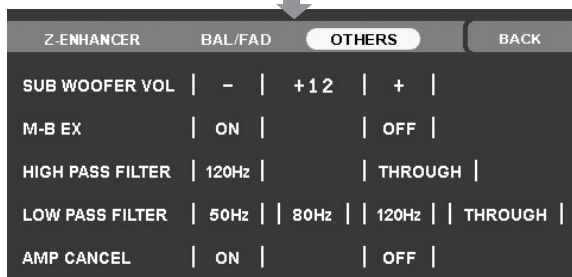 Z-ENHANCER BAL/FAD OTHERS BACK
SUB WOOFER VOL - +12 +
M-B EX ON OFF
HIGH PASS FILTER 120Hz THROUGH
LOW PASS FILTER 50Hz 80Hz 120Hz THROUGH
AMP CANCEL ON OFF